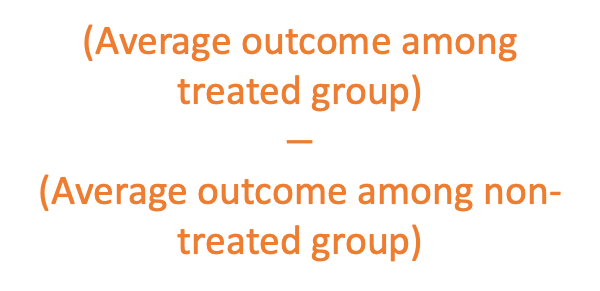 (Average outcome among
treated group)
–
(Average outcome among non-
treated group)